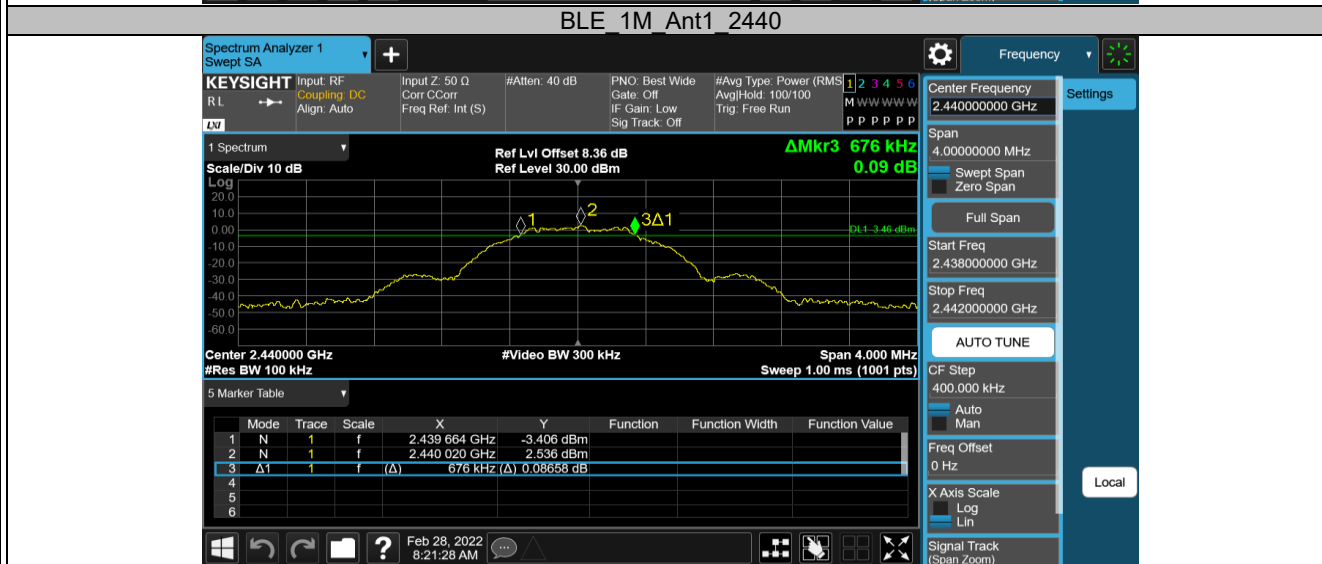 BLE_1M_Ant1_2440
Spectrum Analyzer 1
Swept SA
+
Frequency
KEYSIGHT
RL
LXI
Input: RF
Coupling: DC
Align: Auto
Input Z: 50 Ω
Corr CCorr
Freq Ref: Int (S)
#Atten: 40 dB
PNO: Best Wide
Gate: Off
IF Gain: Low
Sig Track: Off
#Avg Type: Power (RMS
Avg|Hold: 100/100
Trig: Free Run
1 2 3 4 5 6
M W W W W W
P P P P P P
Center Frequency
2.440000000 GHz
Settings
Span
4.00000000 MHz
Swept Span
Zero Span
Full Span
Start Freq
2.438000000 GHz
Stop Freq
2.442000000 GHz
AUTO TUNE
CF Step
400.000 kHz
Auto
Man
Freq Offset
0 Hz
X Axis Scale
Log
Lin
Signal Track
(Span Zoom)
Local
1 Spectrum
Scale/Div 10 dB
Ref Lvl Offset 8.36 dB
Ref Level 30.00 dBm
ΔMkr3 676 kHz
0.09 dB
Log
20.0
10.0
0.00
-10.0
-20.0
-30.0
-40.0
-50.0
-60.0
1
2
3Δ1
DL1 -3.46 dBm
Center 2.440000 GHz
#Video BW 300 kHz
Span 4.000 MHz
#Res BW 100 kHz
Sweep 1.00 ms (1001 pts)
5 Marker Table
Mode Trace Scale X Y Function Function Width Function Value
1 N 1 f 2.439 664 GHz -3.406 dBm
2 N 1 f 2.440 020 GHz 2.536 dBm
3 Δ1 1 f (Δ) 676 kHz (Δ) 0.08658 dB
4
5
6
?
Feb 28, 2022
8:21:28 AM